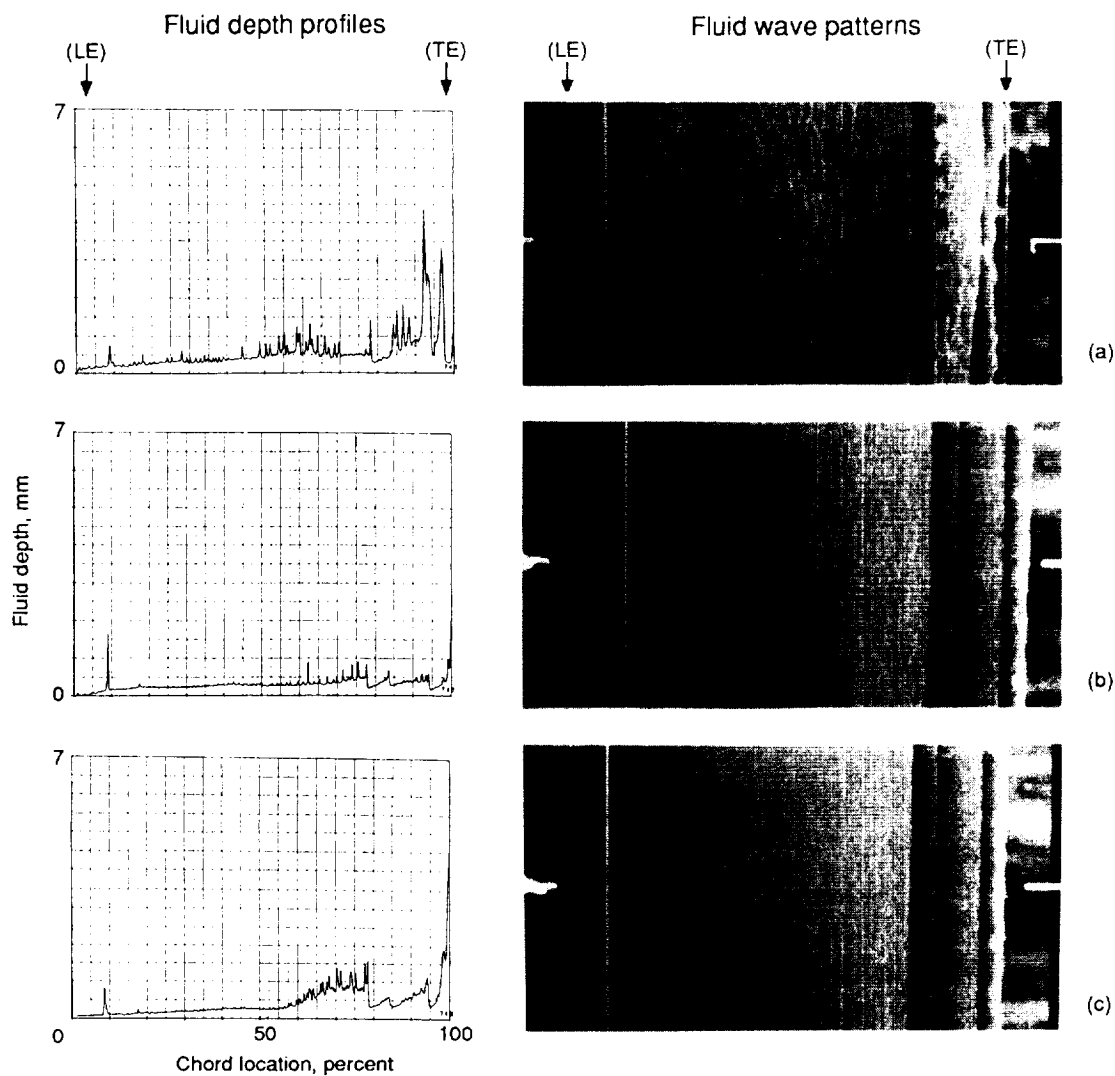 Fluid depth profiles
Fluid wave patterns
(LE)
(TE)
(LE)
(TE)
7
0
(a)
7
Fluid depth, mm
0
(b)
7
0
50
100
(c)
Chord location, percent